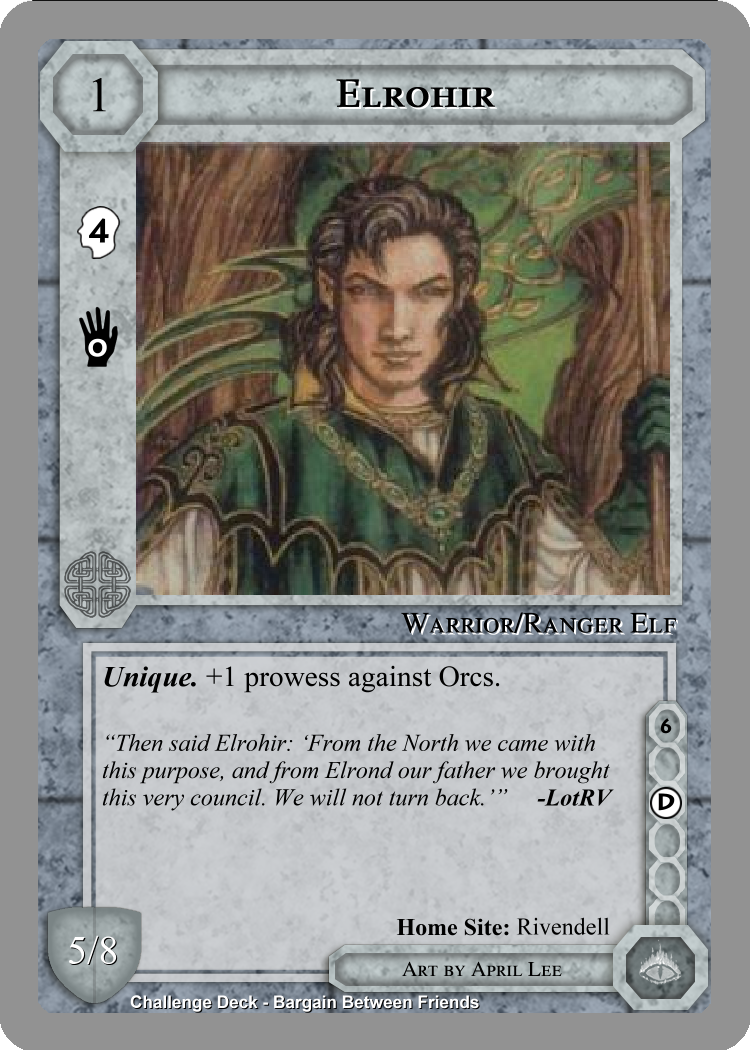 1
ELROHIR
4
0
WARRIOR/RANGER ELF
Unique. +1 prowess against Orcs.
“Then said Elrohir: ‘From the North we came with
this purpose, and from Elrond our father we brought
this very council. We will not turn back.’” -LotRV
6
D
Home Site: Rivendell
5/8
ART BY APRIL LEE
Challenge Deck - Bargain Between Friends